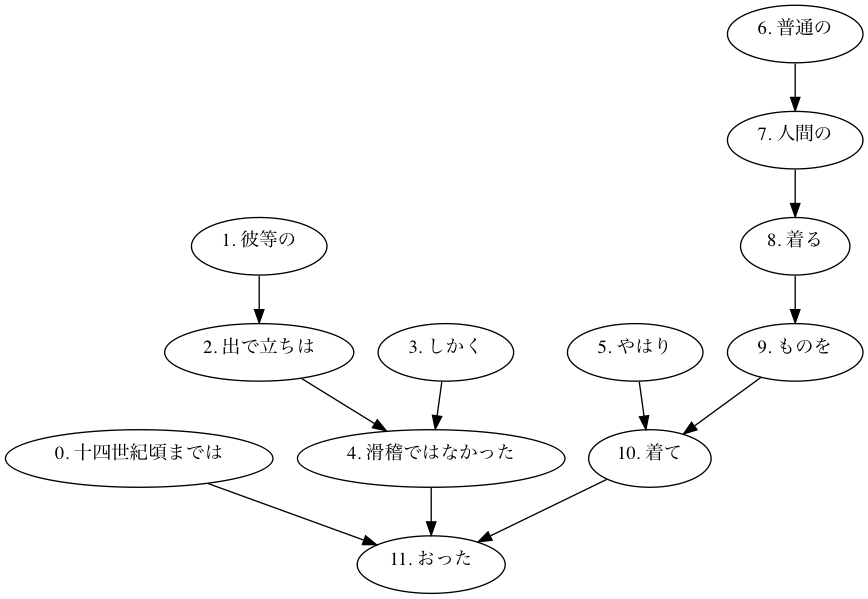 6. 普通の
7. 人間の
1. 彼等の
8. 着る
2. 出で立ちは
3. しかく
5. やはり
9. ものを
0. 十四世紀頃までは
4. 滑稽ではなかった
10. 着て
11. おった